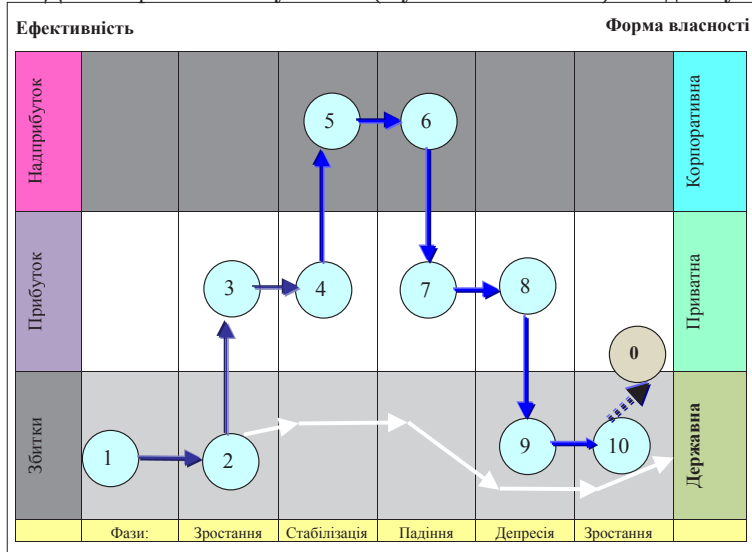 Ефективність
Форма власності
Надприбуток
5
6
Корпоративна
Прибуток
3
4
7
8
0
Приватна
Збитки
1
2
9
10
Державна
Фази:
Зростання
Стабілізація
Падіння
Депресія
Зростання